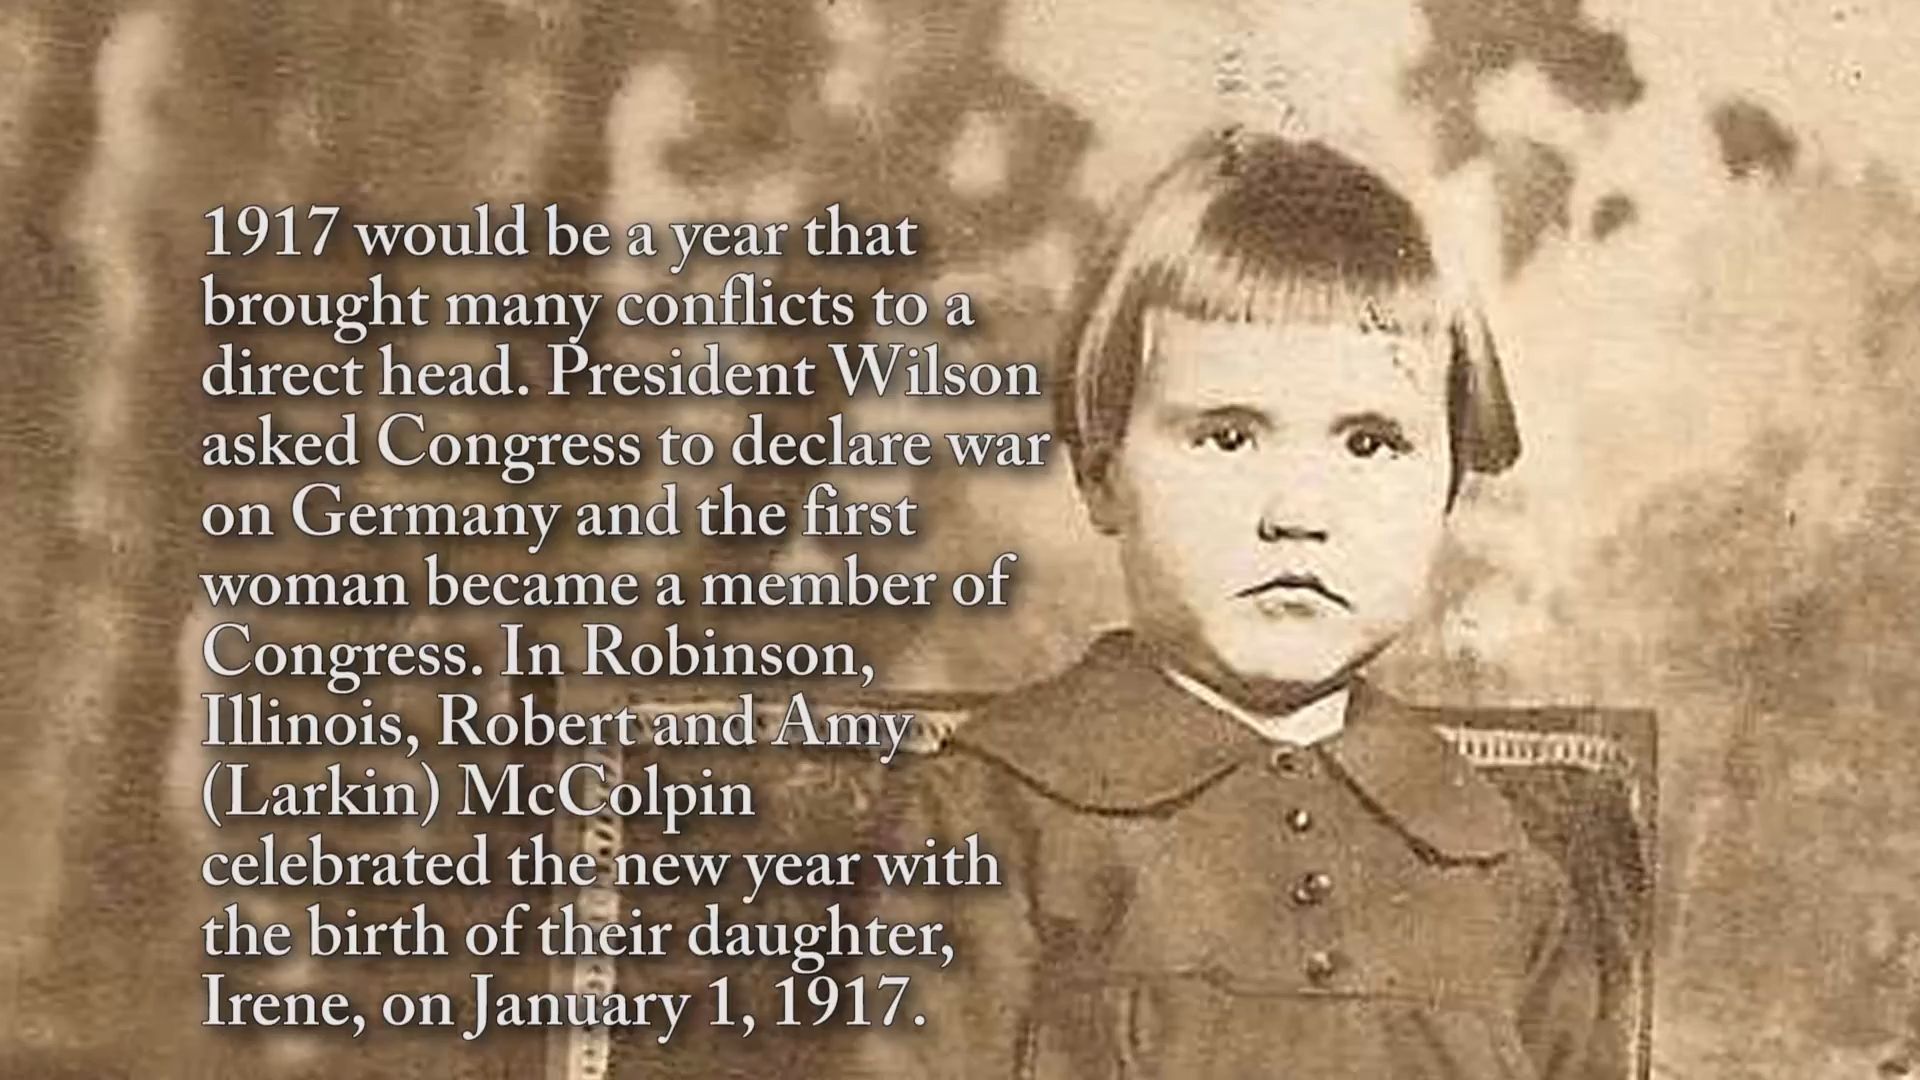 1917 would be a year that
brought many conflicts to a
direct head. President Wilson
asked Congress to declare war
on Germany and the first
woman became a member of
Congress. In Robinson,
Illinois, Robert and Amy
(Larkin) McColpin
celebrated the new year with
the birth of their daughter,
Irene, on January 1, 1917.